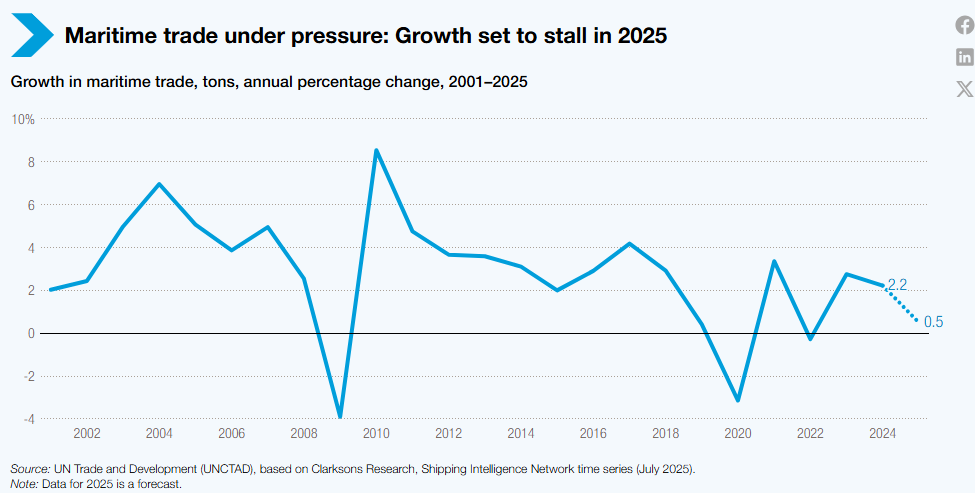 Maritime trade under pressure: Growth set to stall in 2025
Growth in maritime trade, tons, annual percentage change, 2001–2025
10%
8
6
4
2
0
-2
-4
2.2
0.5
2002 2004 2006 2008 2010 2012 2014 2016 2018 2020 2022 2024
Source: UN Trade and Development (UNCTAD), based on Clarksons Research, Shipping Intelligence Network time series (July 2025).
Note: Data for 2025 is a forecast.